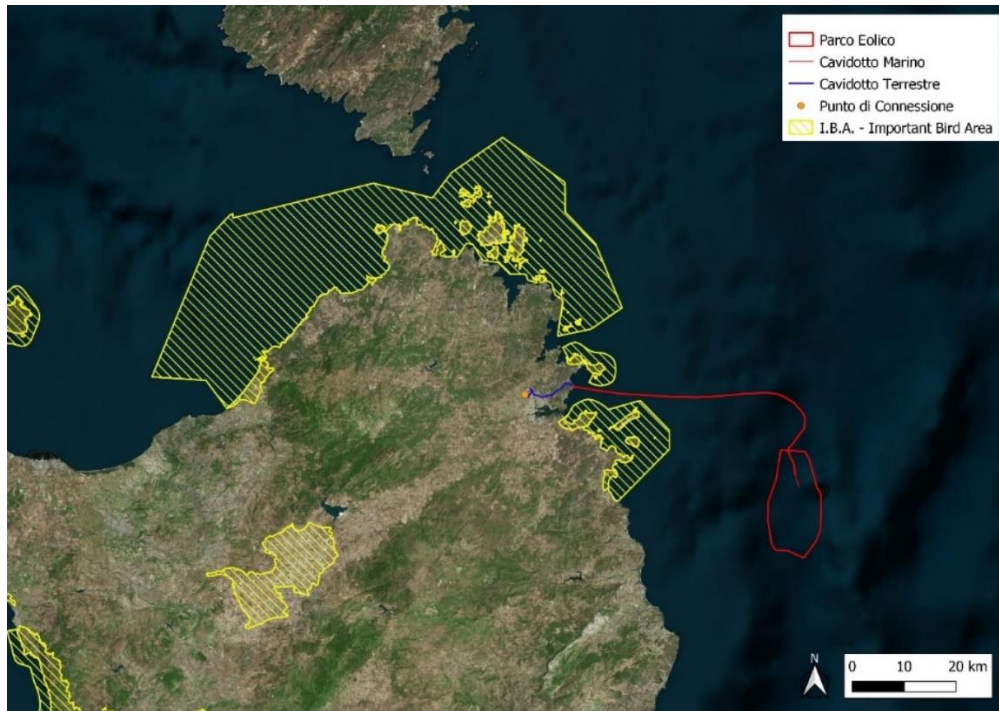 Parco Eolico
Cavidotto Marino
Cavidotto Terrestre
Punto di Connessione
I.B.A. - Important Bird Area
N
0 10 20 km